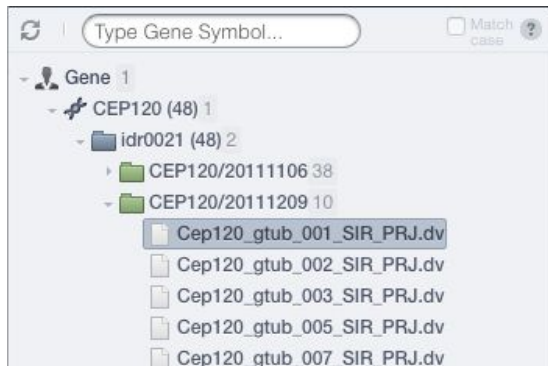 Type Gene Symbol...
Match case
?
Gene 1
CEP120 (48) 1
idr0021 (48) 2
CEP120/20111106 38
CEP120/20111209 10
Cep120_gtub_001_SIR_PRJ.dv
Cep120_gtub_002_SIR_PRJ.dv
Cep120_gtub_003_SIR_PRJ.dv
Cep120_gtub_005_SIR_PRJ.dv
Cep120_gtub_007_SIR_PRJ.dv